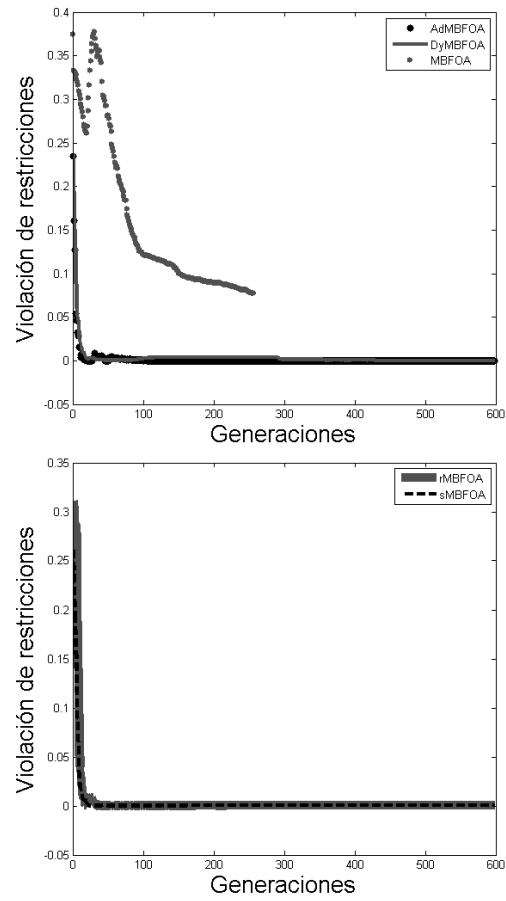 0.4
0.35
0.3
0.25
0.2
0.15
0.1
0.05
0
-0.05
Violación de restricciones
AdMBFOA
DyMBFOA
MBFOA
0 100 200 300 400 500 600
Generaciones
0.35
0.3
0.25
0.2
0.15
0.1
0.05
0
-0.05
Violación de restricciones
rMBFOA
sMBFOA
0 100 200 300 400 500 600
Generaciones